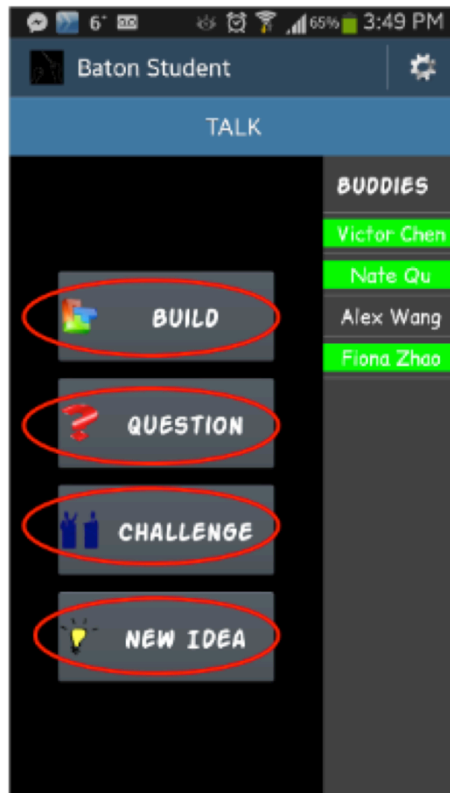 6° 65% 3:49 PM
Baton Student
TALK
BUDDIES
Victor Chen
Nate Qu
Alex Wang
Fiona Zhao
BUILD
QUESTION
CHALLENGE
NEW IDEA